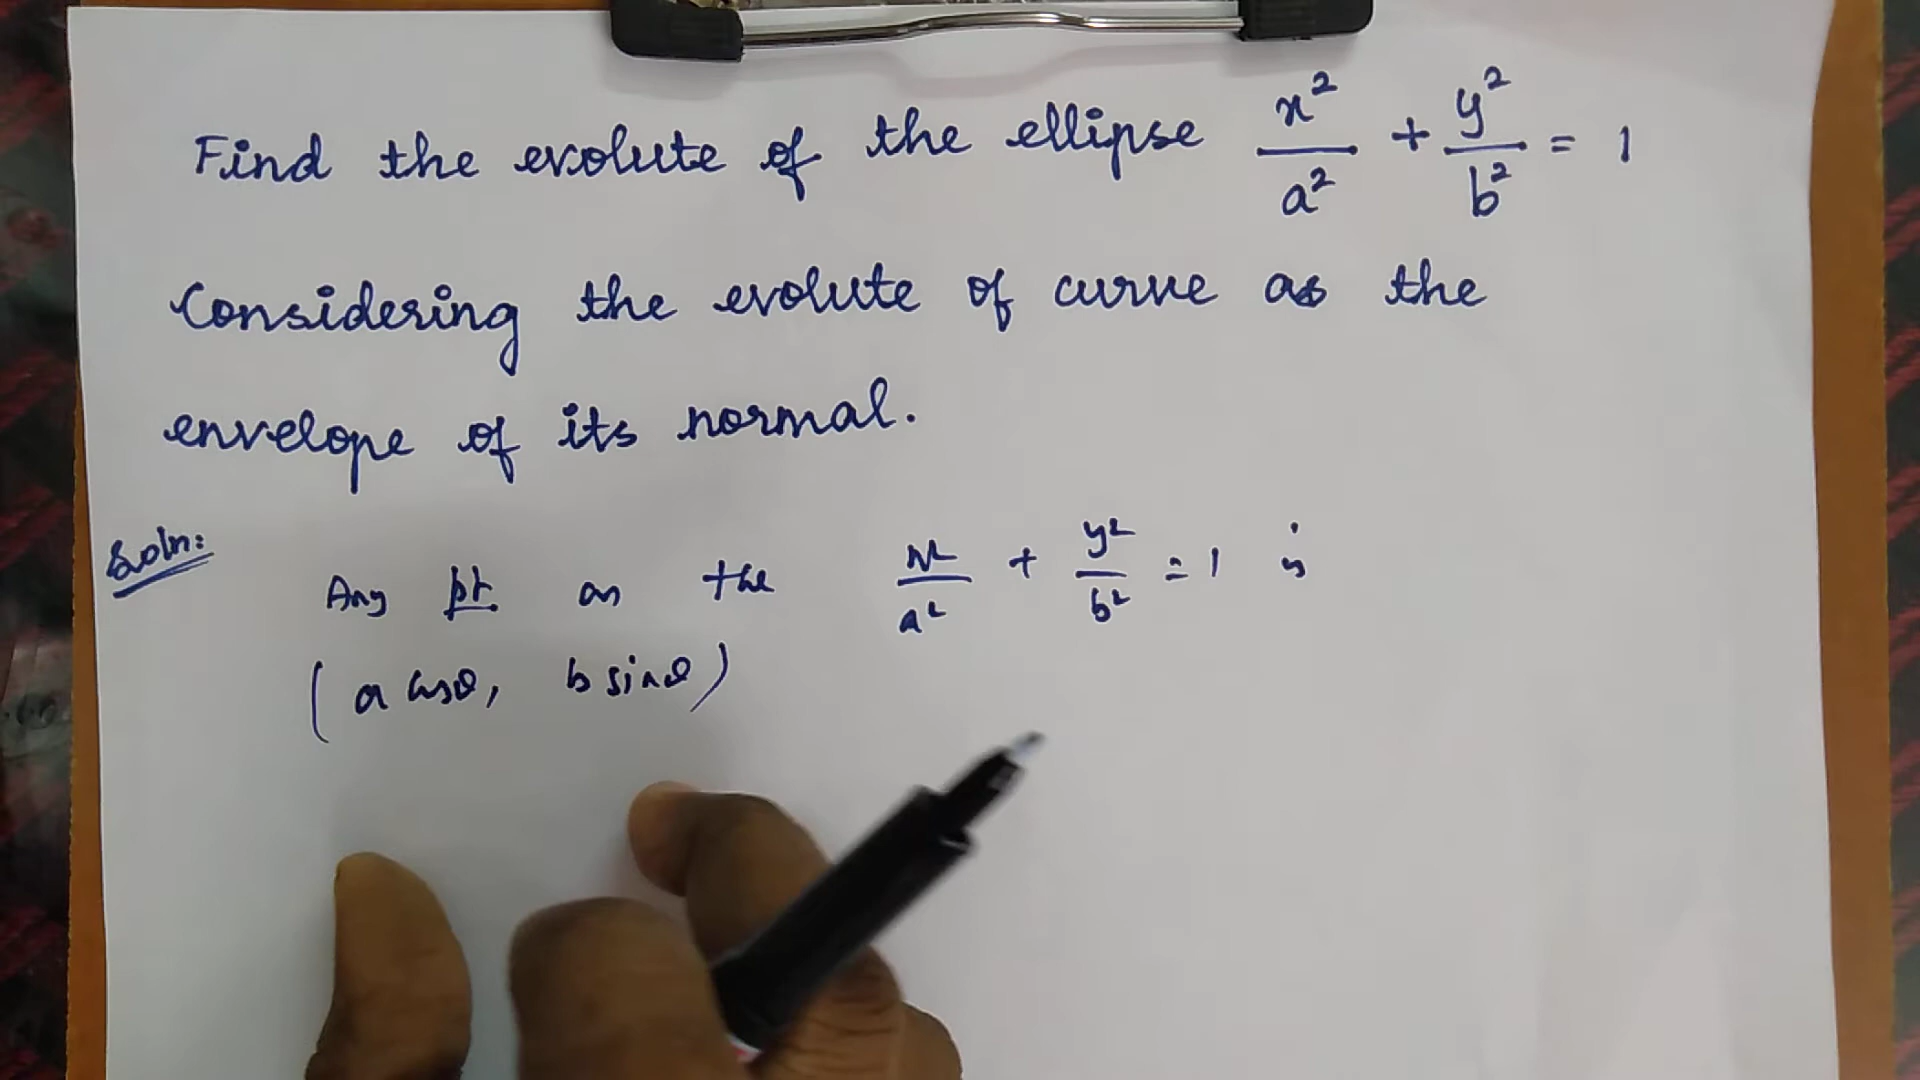 Find the evolute of the ellipse x²/a² + y²/b² = 1
Considering the evolute of curve as the
envelope of its normal.
Soln:
Any pt. on the x²/a² + y²/b² = 1 is
(a cosθ, b sinθ)